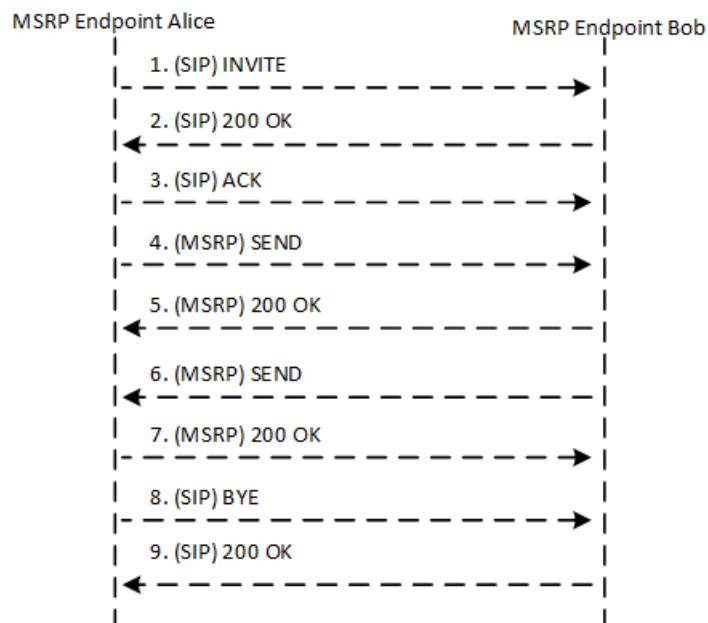 MSRP Endpoint Alice
MSRP Endpoint Bob
1. (SIP) INVITE
2. (SIP) 200 OK
3. (SIP) ACK
4. (MSRP) SEND
5. (MSRP) 200 OK
6. (MSRP) SEND
7. (MSRP) 200 OK
8. (SIP) BYE
9. (SIP) 200 OK